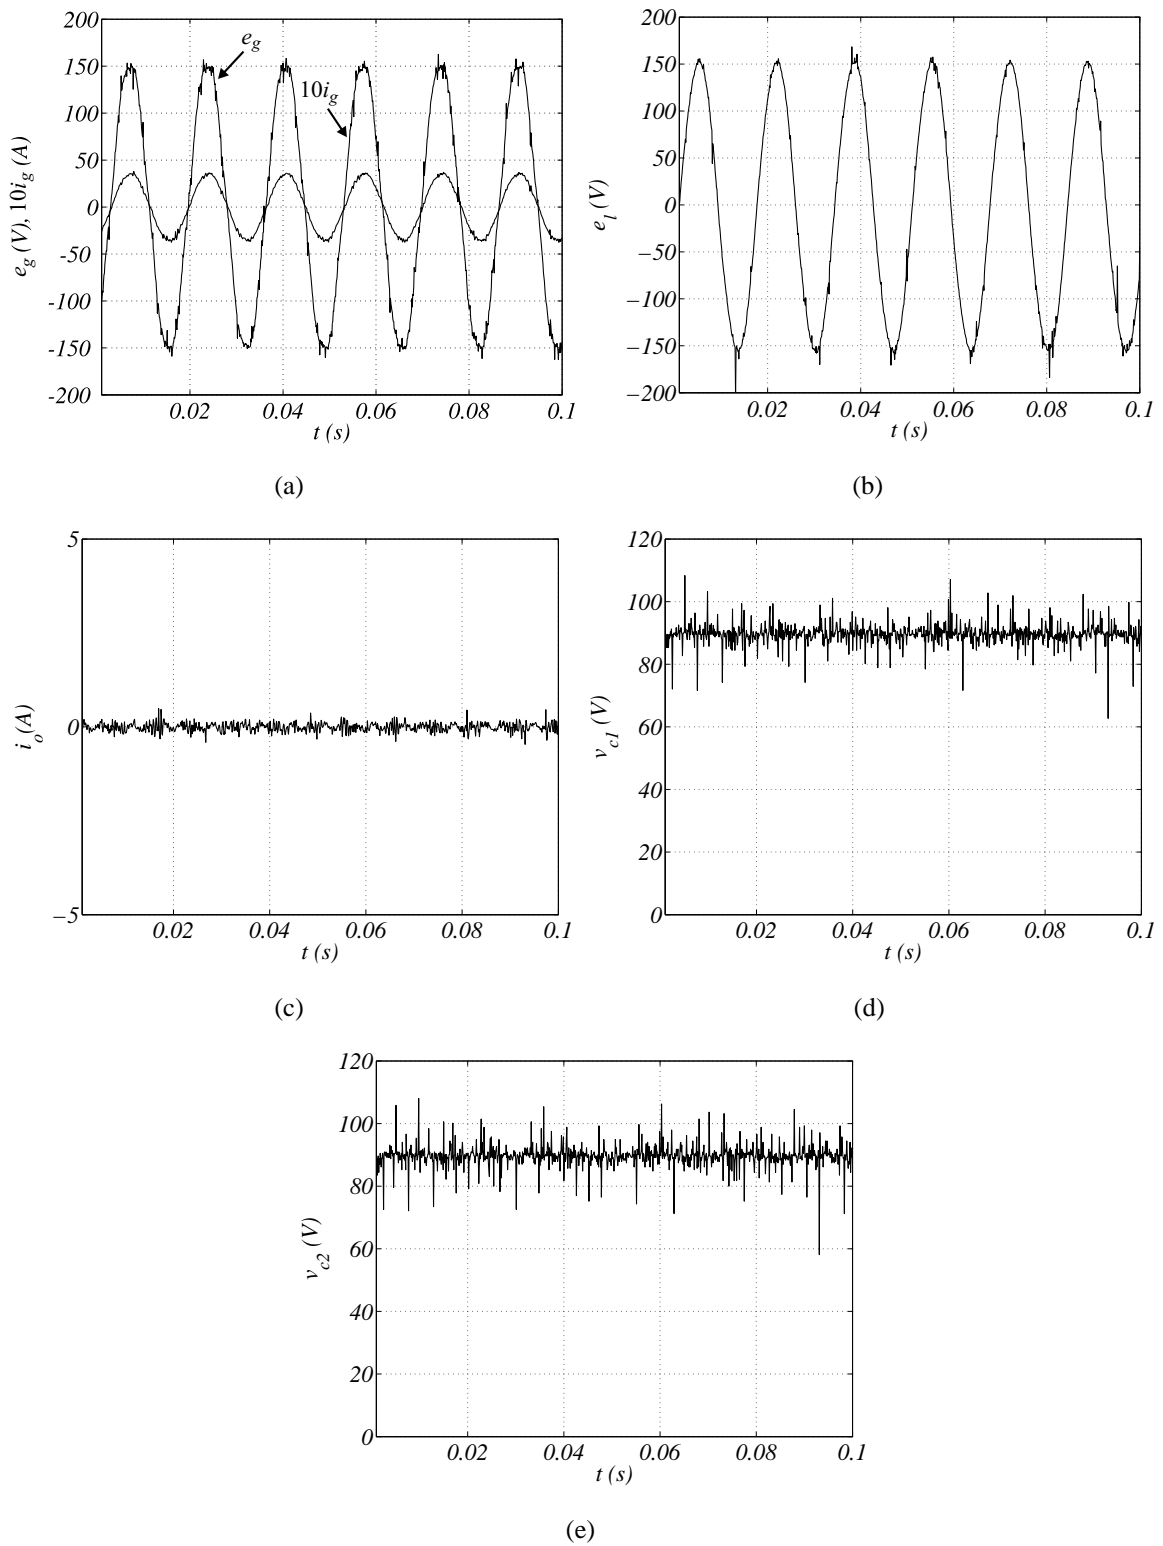 200
150
100
50
0
-50
-100
-150
-200
e_g (V), 10i_g (A)
e_g
10i_g
0.02 0.04 0.06 0.08 0.1
t (s)
(a)
200
150
100
50
0
−50
−100
−150
−200
e_l (V)
0.02 0.04 0.06 0.08 0.1
t (s)
(b)
5
0
−5
i_o (A)
0.02 0.04 0.06 0.08 0.1
t (s)
(c)
120
100
80
60
40
20
0
v_c1 (V)
0.02 0.04 0.06 0.08 0.1
t (s)
(d)
120
100
80
60
40
20
0
v_c2 (V)
0.02 0.04 0.06 0.08 0.1
t (s)
(e)